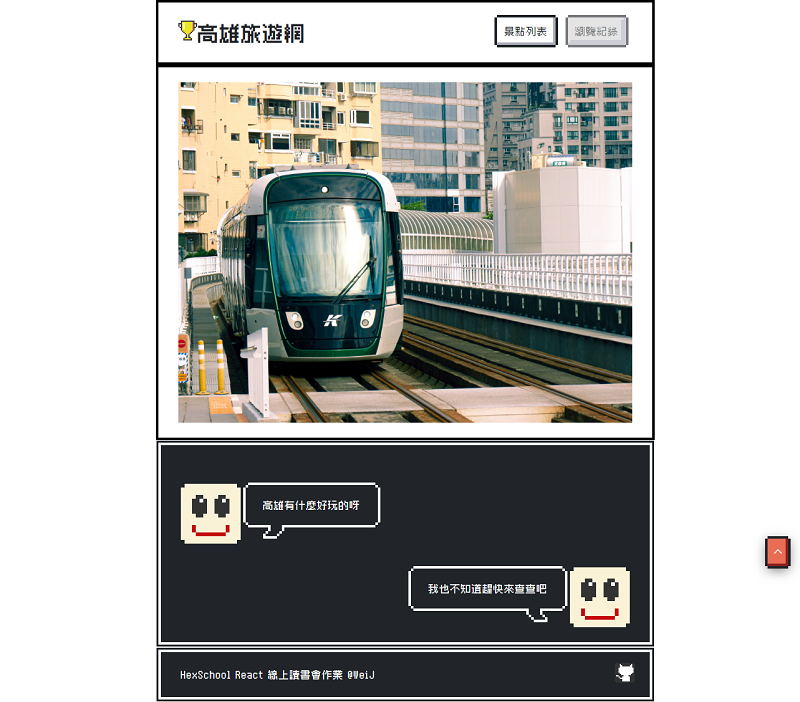 高雄旅遊網
景點列表
瀏覽紀錄
高雄有什麼好玩的呀
我也不知道趕快來查查吧
HexSchool React 線上讀書會作業 @WeiJ